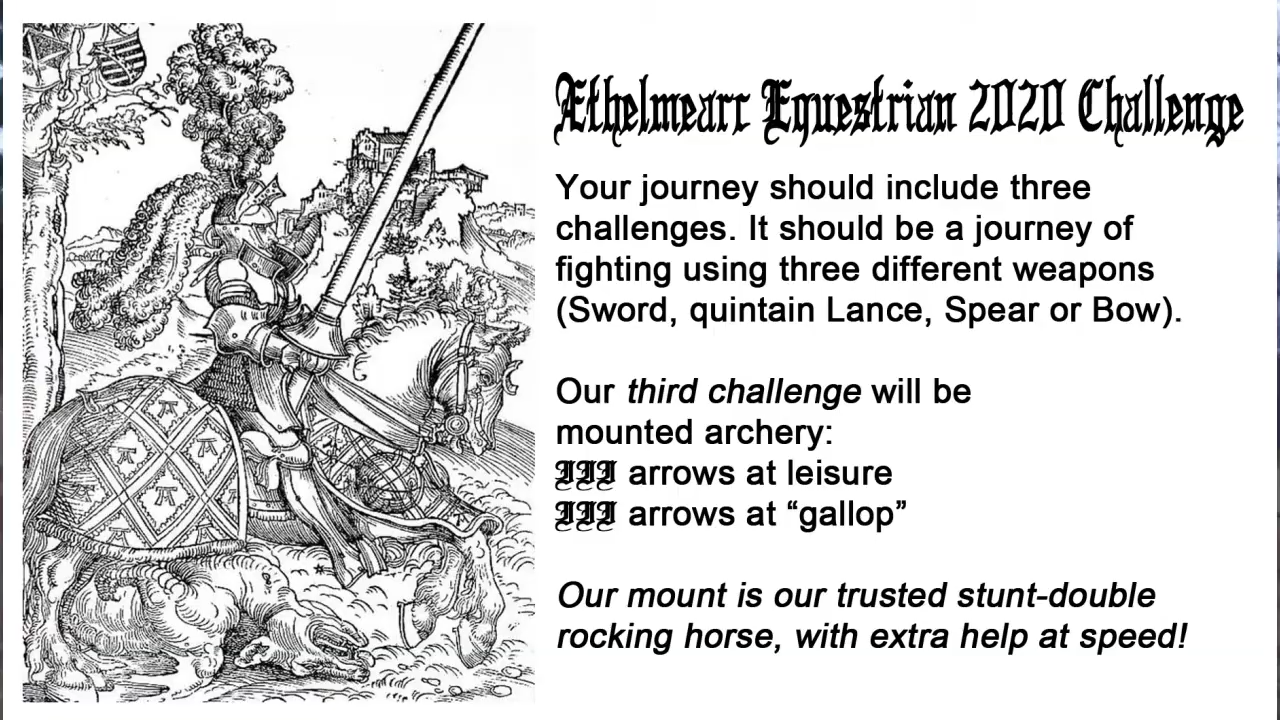 Æthelmearc Equestrian 2020 Challenge
Your journey should include three
challenges. It should be a journey of
fighting using three different weapons
(Sword, quintain Lance, Spear or Bow).
Our third challenge will be
mounted archery:
III arrows at leisure
III arrows at “gallop”
Our mount is our trusted stunt-double
rocking horse, with extra help at speed!